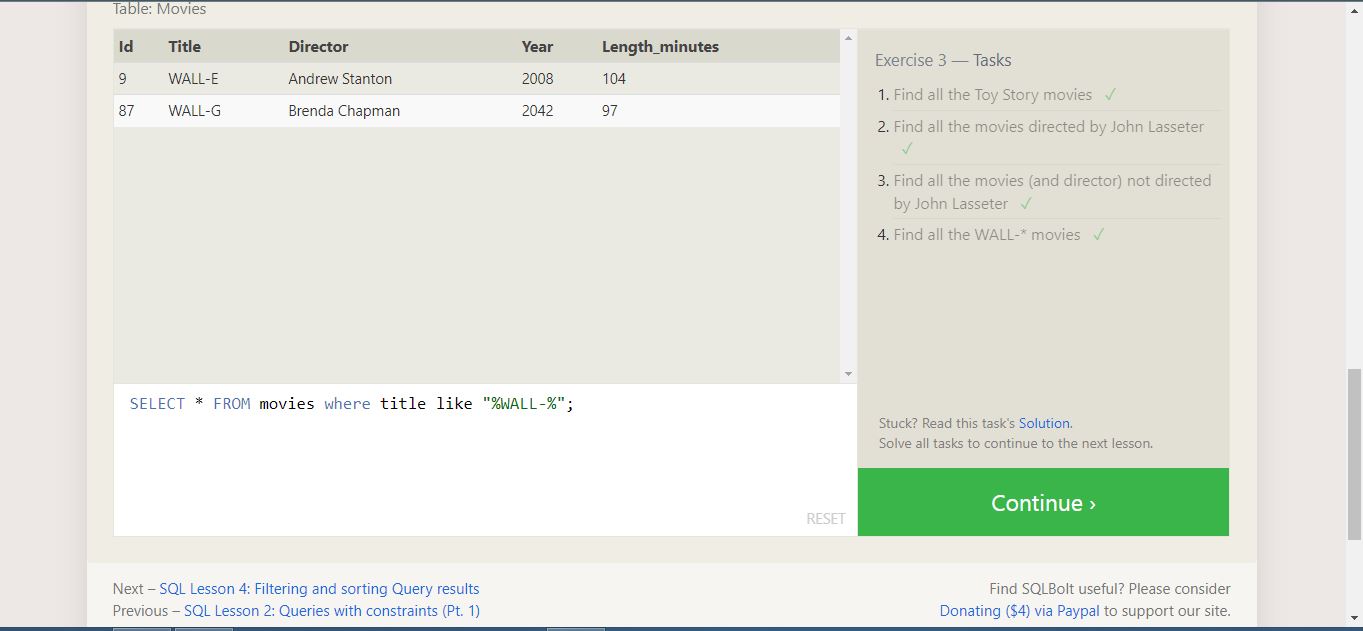 Table: Movies
Id Title Director Year Length_minutes
9 WALL-E Andrew Stanton 2008 104
87 WALL-G Brenda Chapman 2042 97
SELECT * FROM movies where title like "%WALL-%";
RESET
Exercise 3 — Tasks
1. Find all the Toy Story movies ✓
2. Find all the movies directed by John Lasseter
✓
3. Find all the movies (and director) not directed
by John Lasseter ✓
4. Find all the WALL-* movies ✓
Stuck? Read this task's Solution.
Solve all tasks to continue to the next lesson.
Continue ›
Next – SQL Lesson 4: Filtering and sorting Query results
Previous – SQL Lesson 2: Queries with constraints (Pt. 1)
Find SQLBolt useful? Please consider
Donating ($4) via Paypal to support our site.